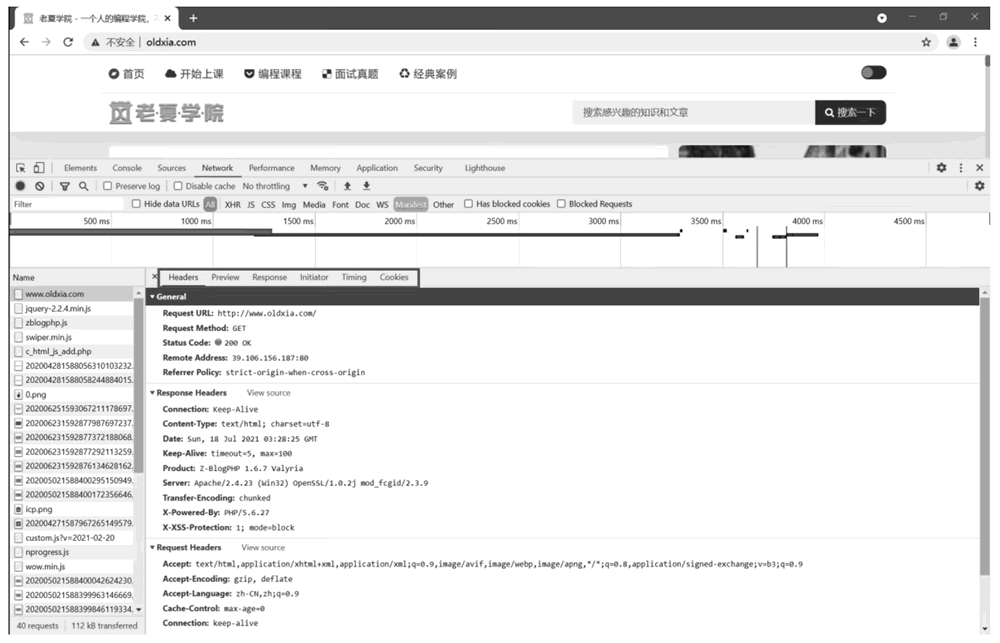 老夏学院 - 一个人的编程学院,
不安全 | oldxia.com
首页 开始上课 编程课程 面试真题 经典案例
老·夏·学·院
搜索感兴趣的知识和文章 搜索一下
Elements Console Sources Network Performance Memory Application Security Lighthouse
Preserve log Disable cache No throttling
Filter Hide data URLs All XHR JS CSS Img Media Font Doc WS Manifest Other Has blocked cookies Blocked Requests
500 ms 1000 ms 1500 ms 2000 ms 2500 ms 3000 ms 3500 ms 4000 ms 4500 ms
Name
www.oldxia.com
jquery-2.2.4.min.js
zblogphp.js
swiper.min.js
c_html_js_add.php
202004281588056310103232.
202004281588058244884015.
0.png
202006251593067211178697.
202006231592877987697237.
202006231592877372188068.
202006231592877292113259.
202006231592876134628162.
202005021588400295150949.
202005021588400172356646.
icp.png
202004271587967265149579.
custom.js?v=2021-02-20
nprogress.js
wow.min.js
202005021588400042624230.
202005021588399963146669.
202005021588399846119334.
40 requests 112 kB transferred
Headers Preview Response Initiator Timing Cookies
General
Request URL: http://www.oldxia.com/
Request Method: GET
Status Code: 200 OK
Remote Address: 39.106.156.187:80
Referrer Policy: strict-origin-when-cross-origin
Response Headers View source
Connection: Keep-Alive
Content-Type: text/html; charset=utf-8
Date: Sun, 18 Jul 2021 03:28:25 GMT
Keep-Alive: timeout=5, max=100
Product: Z-BlogPHP 1.6.7 Valyria
Server: Apache/2.4.23 (Win32) OpenSSL/1.0.2j mod_fcgid/2.3.9
Transfer-Encoding: chunked
X-Powered-By: PHP/5.6.27
X-XSS-Protection: 1; mode=block
Request Headers View source
Accept: text/html,application/xhtml+xml,application/xml;q=0.9,image/avif,image/webp,image/apng,*/*;q=0.8,application/signed-exchange;v=b3;q=0.9
Accept-Encoding: gzip, deflate
Accept-Language: zh-CN,zh;q=0.9
Cache-Control: max-age=0
Connection: keep-alive